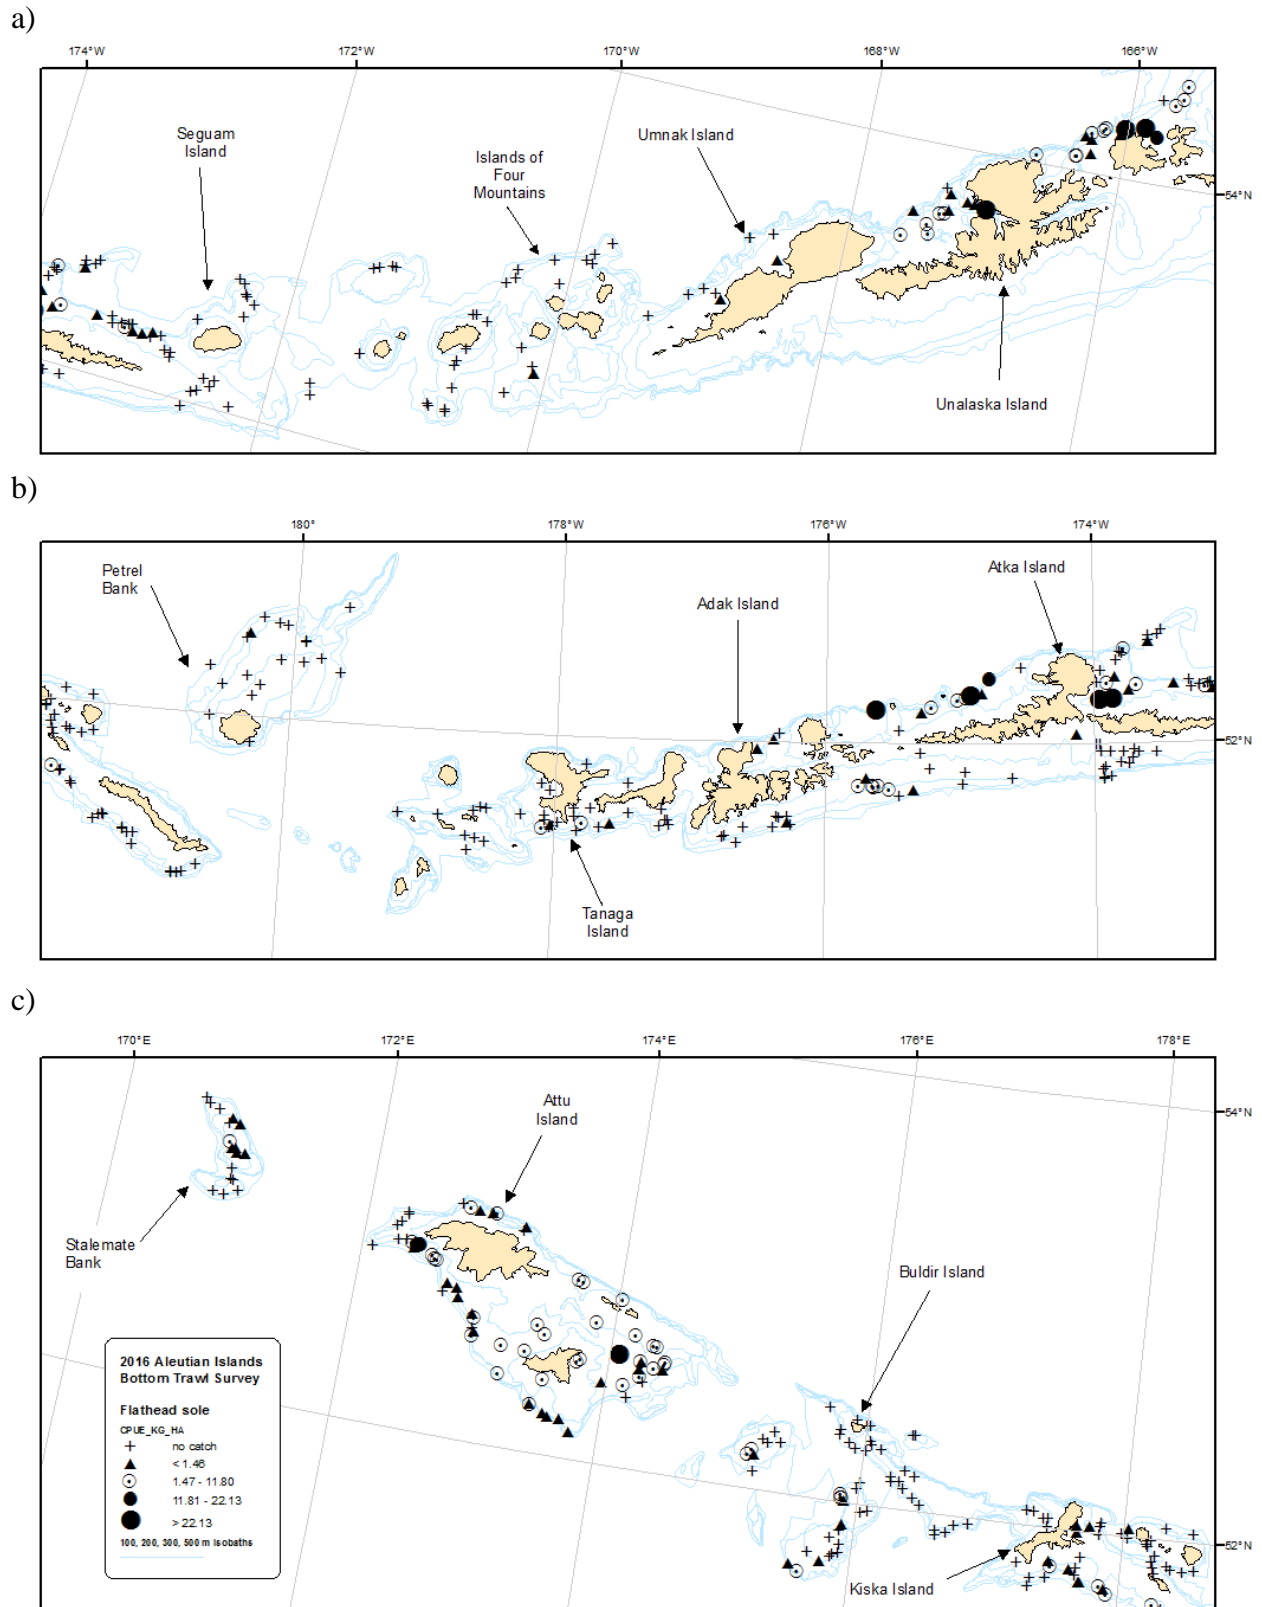 a)
174°W 172°W 170°W 168°W 166°W
Seguam
Island
Islands of
Four
Mountains
Umnak Island
54°N
Unalaska Island
b)
180° 178°W 176°W 174°W
Petrel
Bank
Adak Island
Atka Island
52°N
Tanaga
Island
c)
170°E 172°E 174°E 176°E 178°E
54°N
Attu
Island
Stalemate
Bank
Buldir Island
2016 Aleutian Islands
Bottom Trawl Survey
Flathead sole
CPUE_KG_HA
no catch
< 1.46
1.47 - 11.80
11.81 - 22.13
> 22.13
100, 200, 300, 500 m Isobaths
52°N
Kiska Island